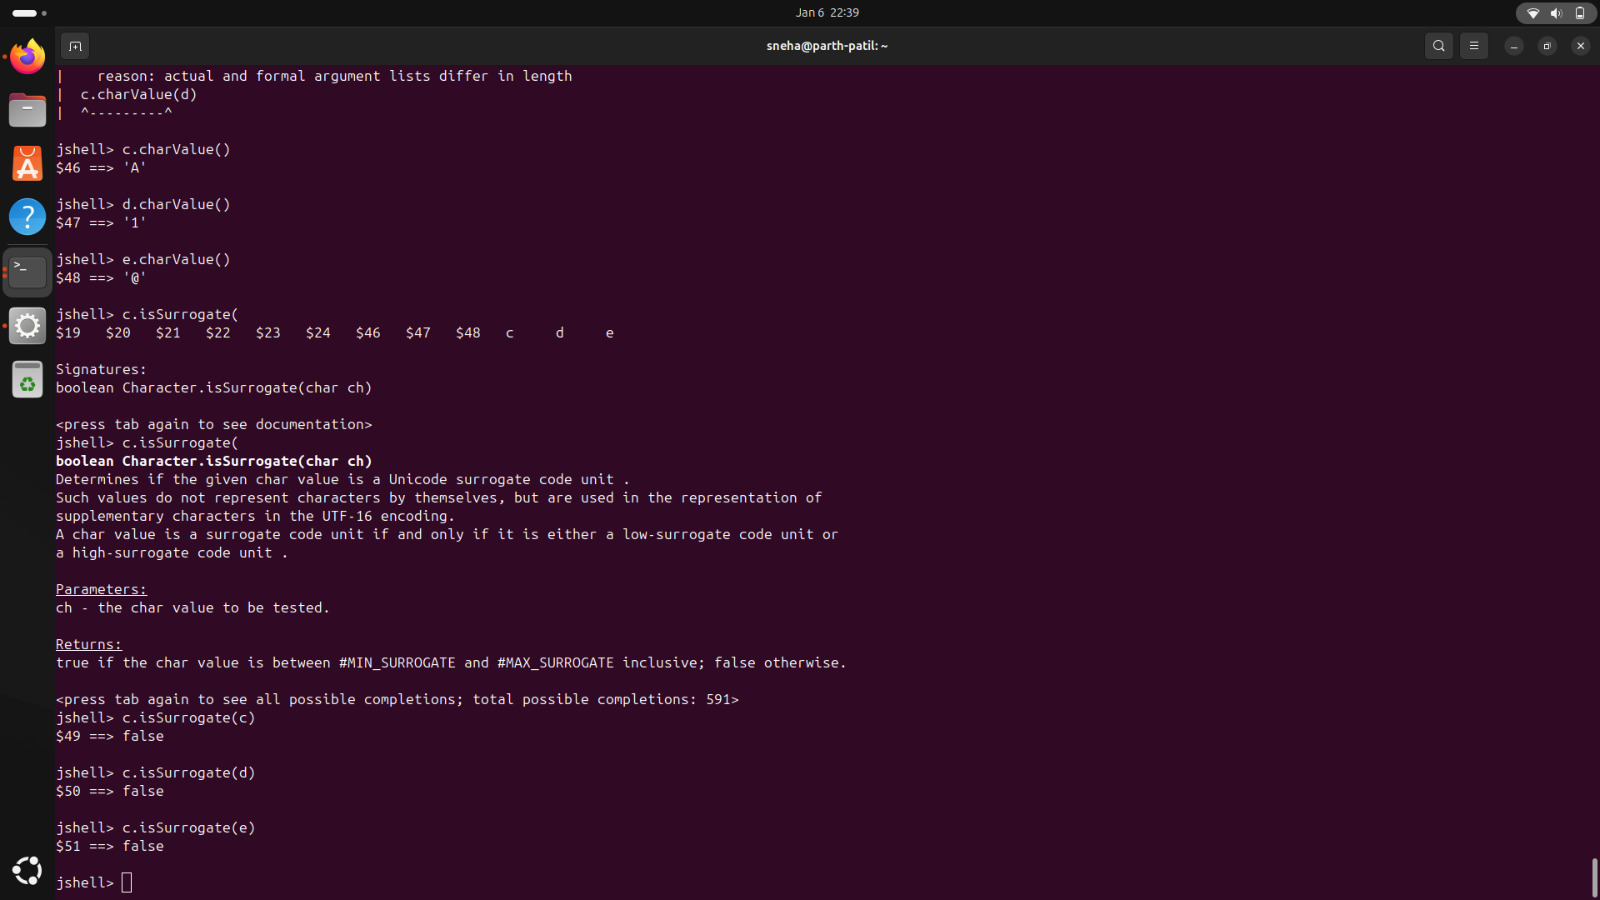 Jan 6 22:39
sneha@parth-patil: ~
|    reason: actual and formal argument lists differ in length
|  c.charValue(d)
|  ^---------^
jshell> c.charValue()
$46 ==> 'A'
jshell> d.charValue()
$47 ==> '1'
jshell> e.charValue()
$48 ==> '@'
jshell> c.isSurrogate(
$19   $20   $21   $22   $23   $24   $46   $47   $48   c     d     e
Signatures:
boolean Character.isSurrogate(char ch)
<press tab again to see documentation>
jshell> c.isSurrogate(
boolean Character.isSurrogate(char ch)
Determines if the given char value is a Unicode surrogate code unit .
Such values do not represent characters by themselves, but are used in the representation of
supplementary characters in the UTF-16 encoding.
A char value is a surrogate code unit if and only if it is either a low-surrogate code unit or
a high-surrogate code unit .
Parameters:
ch - the char value to be tested.
Returns:
true if the char value is between #MIN_SURROGATE and #MAX_SURROGATE inclusive; false otherwise.
<press tab again to see all possible completions; total possible completions: 591>
jshell> c.isSurrogate(c)
$49 ==> false
jshell> c.isSurrogate(d)
$50 ==> false
jshell> c.isSurrogate(e)
$51 ==> false
jshell>